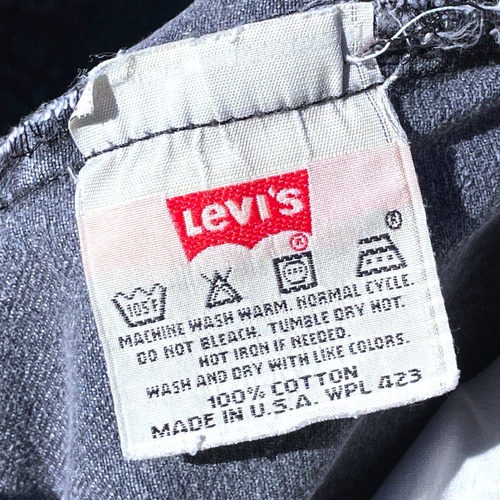 LEVI'S
®
®
105F
MACHINE WASH WARM. NORMAL CYCLE.
DO NOT BLEACH. TUMBLE DRY HOT.
HOT IRON IF NEEDED.
WASH AND DRY WITH LIKE COLORS.
100% COTTON
MADE IN U.S.A. WPL 423